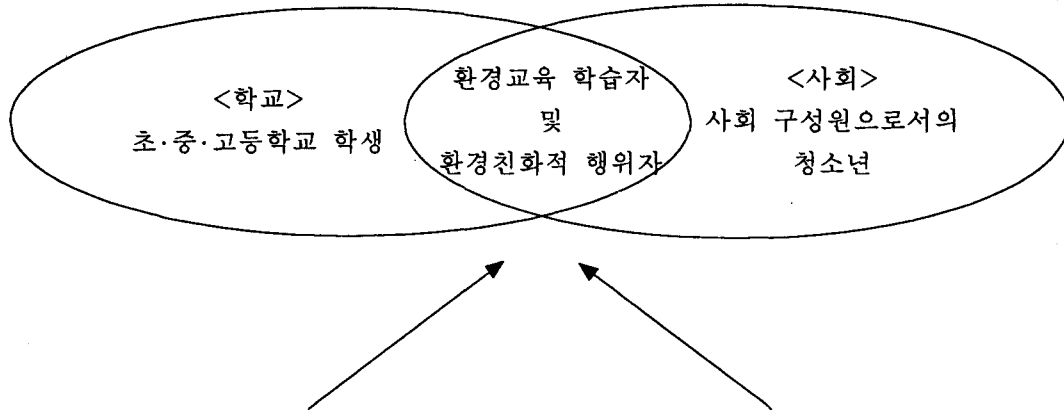 <학교>
초·중·고등학교 학생
환경교육 학습자
및
환경친화적 행위자
<사회>
사회 구성원으로서의
청소년